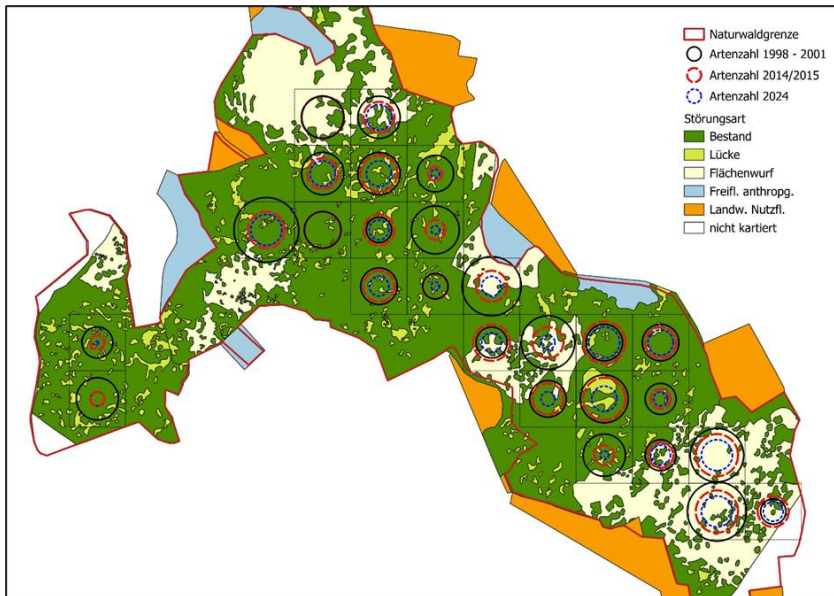 Naturwaldgrenze
Artenzahl 1998 - 2001
Artenzahl 2014/2015
Artenzahl 2024
Störungsart
Bestand
Lücke
Flächenwurf
Freifl. anthropg.
Landw. Nutzfl.
nicht kartiert